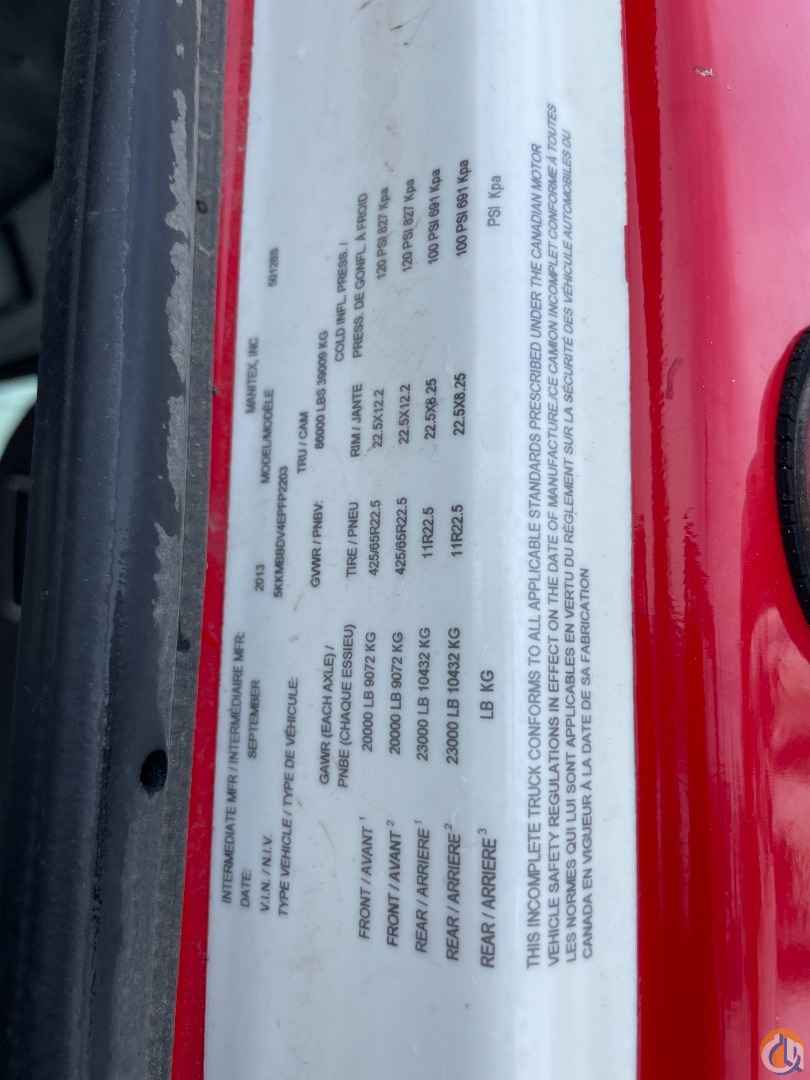 INTERMEDIATE MFR / INTERMÉDIAIRE MFR: MANITEX, INC.
DATE: SEPTEMBER 2013 MODEL/MODÈLE 50128S
V.I.N. / N.I.V.
TYPE VEHICLE / TYPE DE VÉHICULE: TRU / CAM
GVWR / PNBV: 86000 LBS 39009 KG
GAWR (EACH AXLE) / COLD INFL. PRESS. /
PNBE (CHAQUE ESSIEU) TIRE / PNEU RIM / JANTE PRESS. DE GONFL. À FROID
FRONT / AVANT 1 20000 LB 9072 KG 425/65R22.5 22.5X12.2 120 PSI 827 Kpa
FRONT / AVANT 2 20000 LB 9072 KG 425/65R22.5 22.5X12.2 120 PSI 827 Kpa
REAR / ARRIERE 1 23000 LB 10432 KG 11R22.5 22.5X8.25 100 PSI 691 Kpa
REAR / ARRIERE 2 23000 LB 10432 KG 11R22.5 22.5X8.25 100 PSI 691 Kpa
REAR / ARRIERE 3 LB KG PSI Kpa
THIS INCOMPLETE TRUCK CONFORMS TO ALL APPLICABLE STANDARDS PRESCRIBED UNDER THE CANADIAN MOTOR
VEHICLE SAFETY REGULATIONS IN EFFECT ON THE DATE OF MANUFACTURE./CE CAMION INCOMPLET CONFORME À TOUTES
LES NORMES QUI LUI SONT APPLICABLES EN VERTU DU RÈGLEMENT SUR LA SÉCURITÉ DES VÉHICULE AUTOMOBILES DU
CANADA EN VIGUEUR À LA DATE DE SA FABRICATION